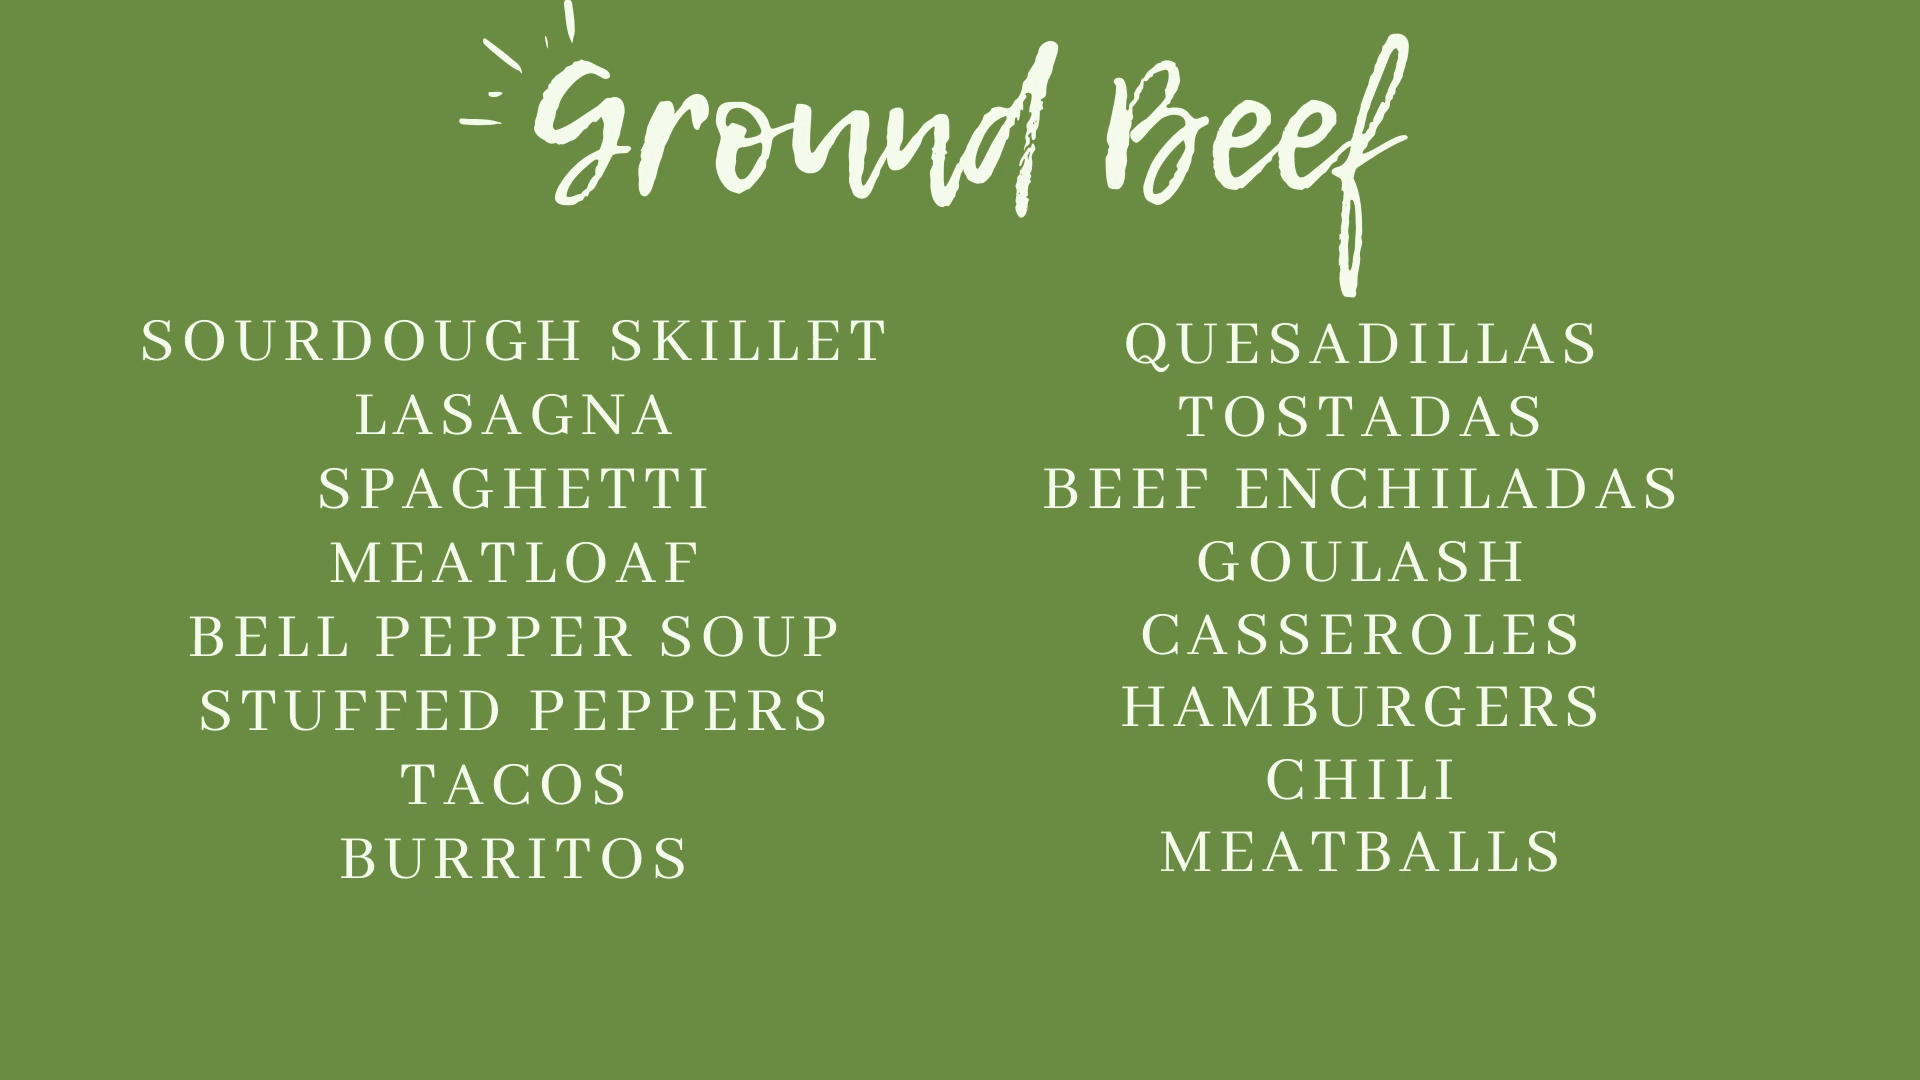 Ground Beef
SOURDOUGH SKILLET
LASAGNA
SPAGHETTI
MEATLOAF
BELL PEPPER SOUP
STUFFED PEPPERS
TACOS
BURRITOS
QUESADILLAS
TOSTADAS
BEEF ENCHILADAS
GOULASH
CASSEROLES
HAMBURGERS
CHILI
MEATBALLS